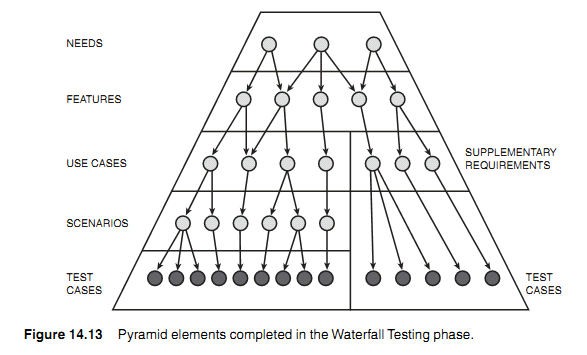 NEEDS
FEATURES
USE CASES
SUPPLEMENTARY
REQUIREMENTS
SCENARIOS
TEST
CASES
TEST
CASES
Figure 14.13 Pyramid elements completed in the Waterfall Testing phase.